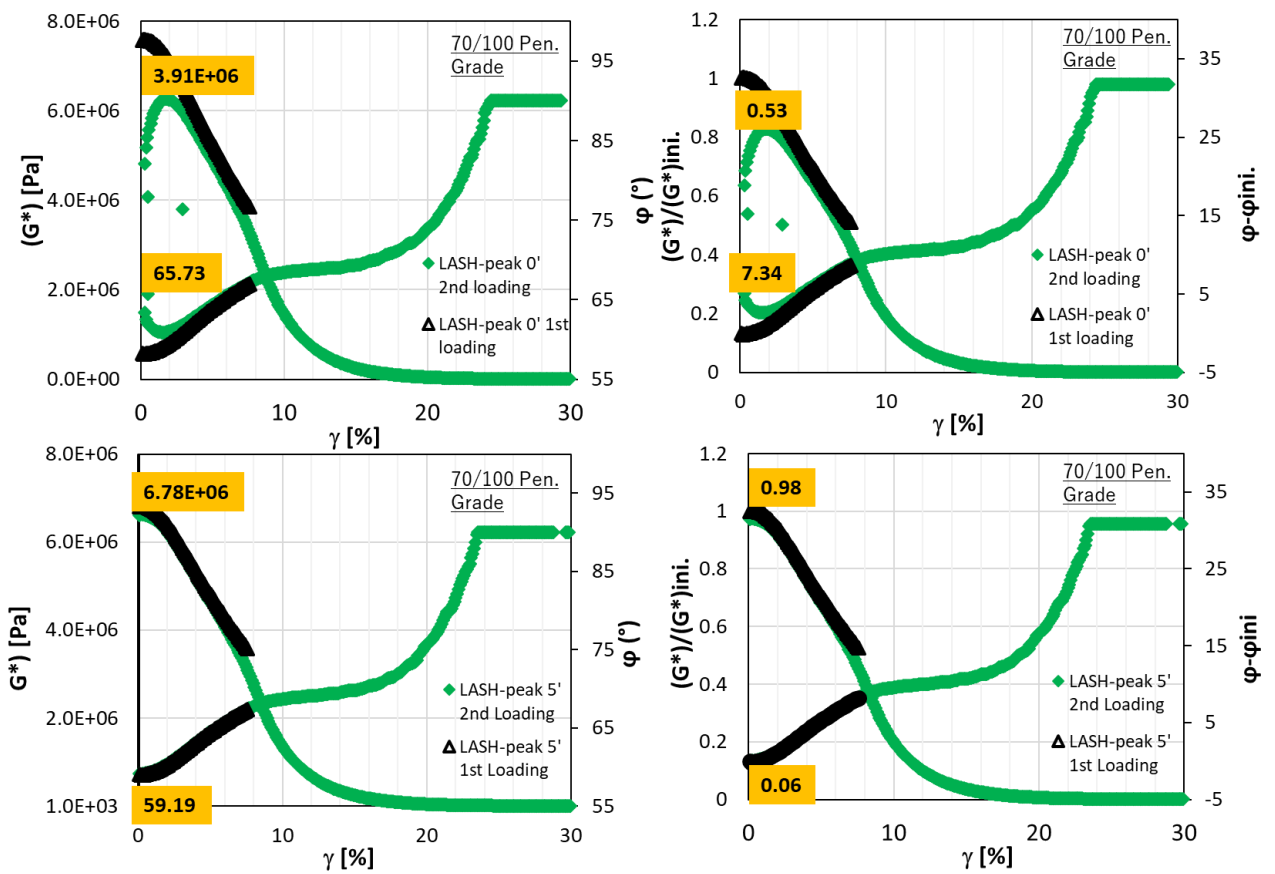 8.0E+06
6.0E+06
4.0E+06
2.0E+06
0.0E+00
(G*) [Pa]
70/100 Pen.
Grade
3.91E+06
65.73
LASH-peak 0'
2nd loading
LASH-peak 0' 1st
loading
95
85
75
65
55
φ (°)
0
10
20
30
γ [%]
1.2
1
0.8
0.6
0.4
0.2
0
(G*)/(G*)ini.
70/100 Pen.
Grade
0.53
7.34
LASH-peak 0'
2nd loading
LASH-peak 0'
1st loading
35
25
15
5
-5
φ-φini.
0
10
20
30
γ [%]
8.0E+06
6.0E+06
4.0E+06
2.0E+06
1.0E+03
G*) [Pa]
70/100 Pen.
Grade
6.78E+06
59.19
LASH-peak 5'
2nd Loading
LASH-peak 5'
1st Loading
95
85
75
65
55
φ (°)
0
10
20
30
γ [%]
1.2
1
0.8
0.6
0.4
0.2
0
(G*)/(G*)ini.
70/100 Pen.
Grade
0.98
0.06
LASH-peak 5'
2nd Loading
LASH-peak 5'
1st Loading
35
25
15
5
-5
φ-φini
0
10
20
30
γ [%]